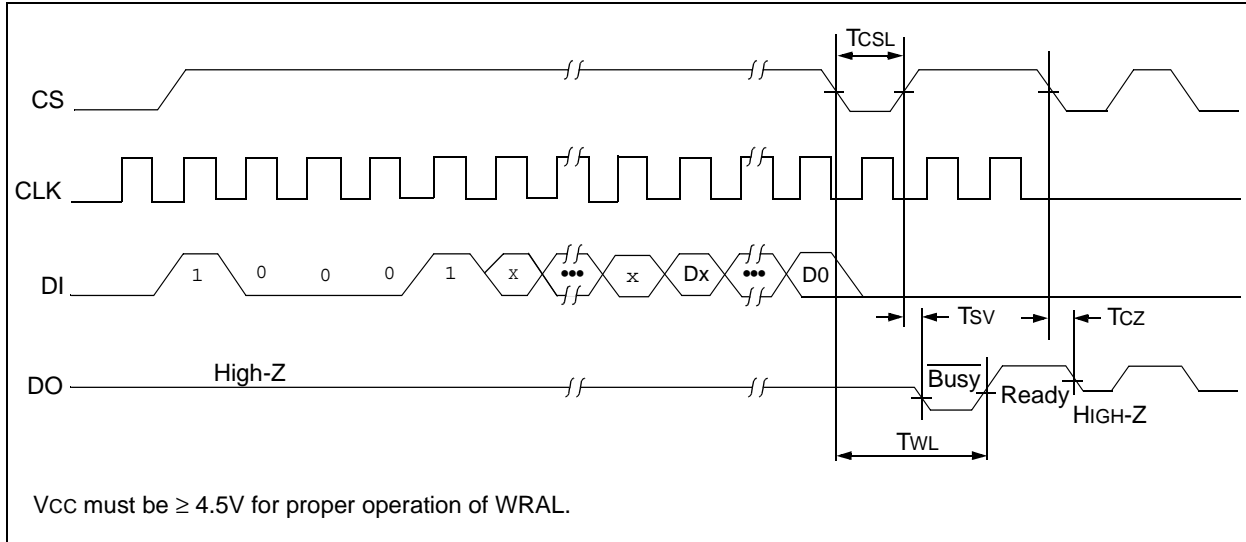 TCSL
CS
CLK
DI 1 0 0 0 1 x ••• x Dx ••• D0
TSV TCZ
DO High-Z Busy Ready HIGH-Z
TWL
VCC must be ≥ 4.5V for proper operation of WRAL.